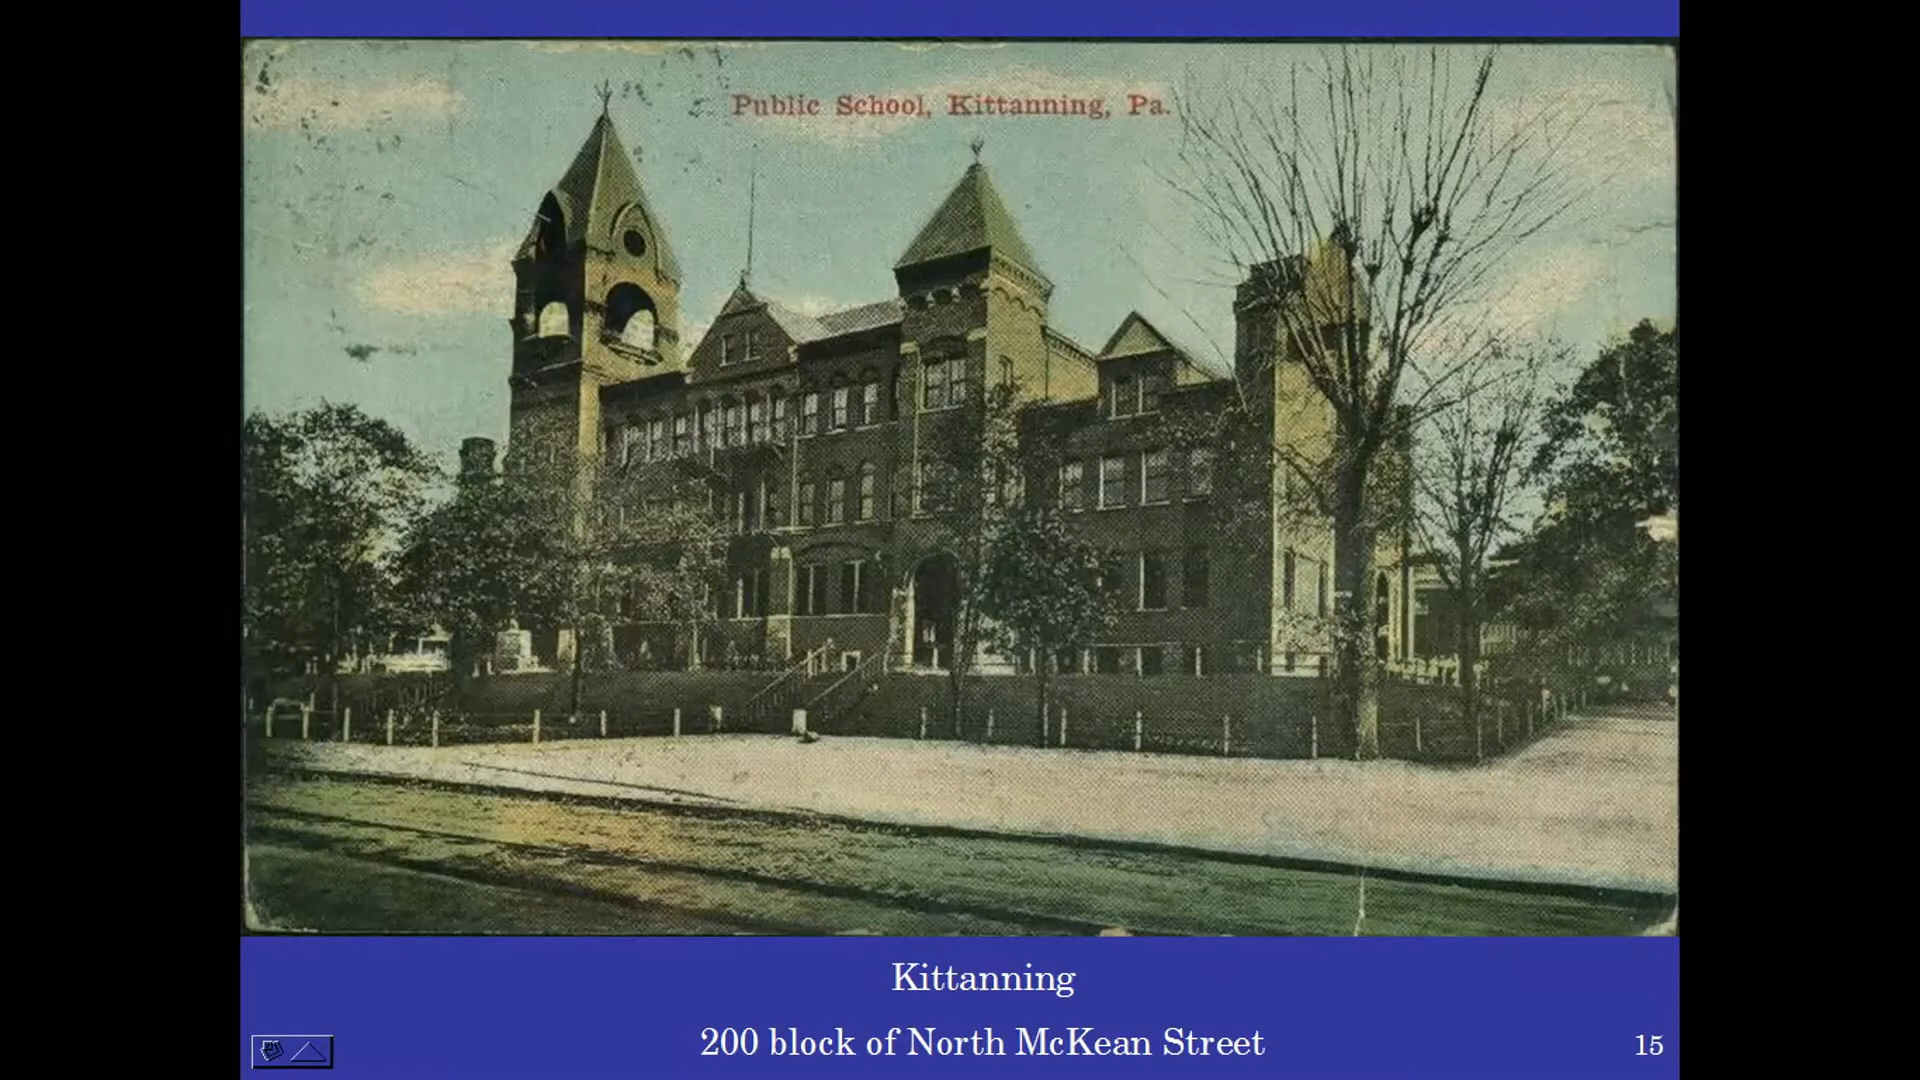 Public School, Kittanning, Pa.
Kittanning
200 block of North McKean Street
15